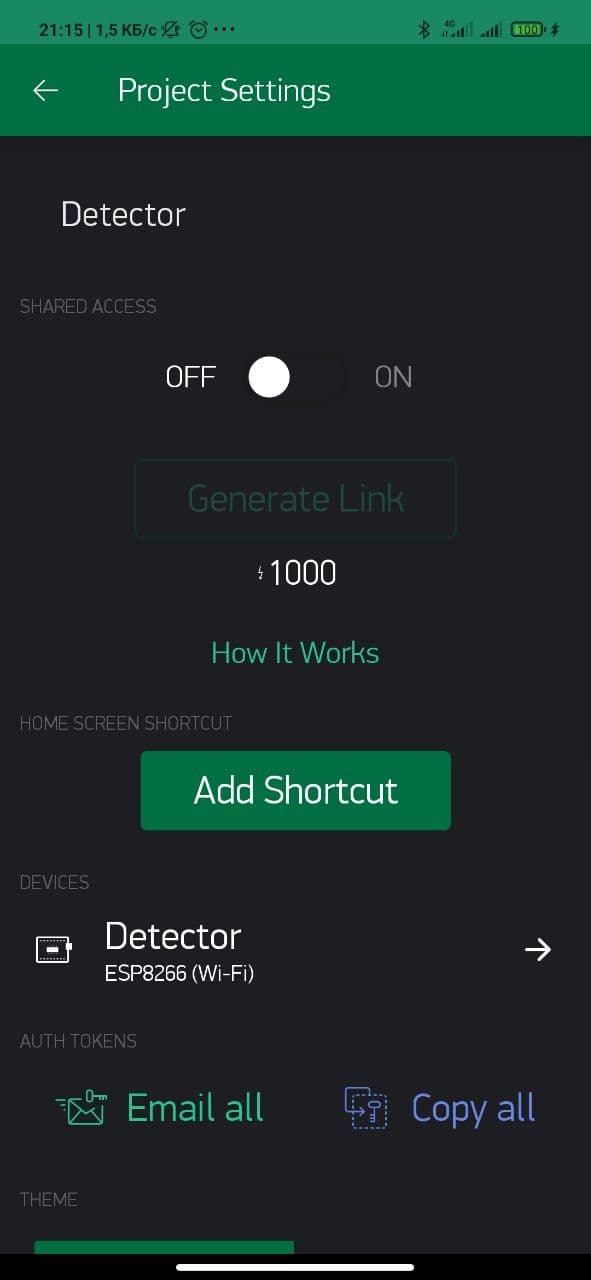 21:15 | 1,5 КБ/с ...
4G
100
Project Settings
Detector
SHARED ACCESS
OFF ON
Generate Link
1000
How It Works
HOME SCREEN SHORTCUT
Add Shortcut
DEVICES
Detector
ESP8266 (Wi-Fi)
AUTH TOKENS
Email all Copy all
THEME